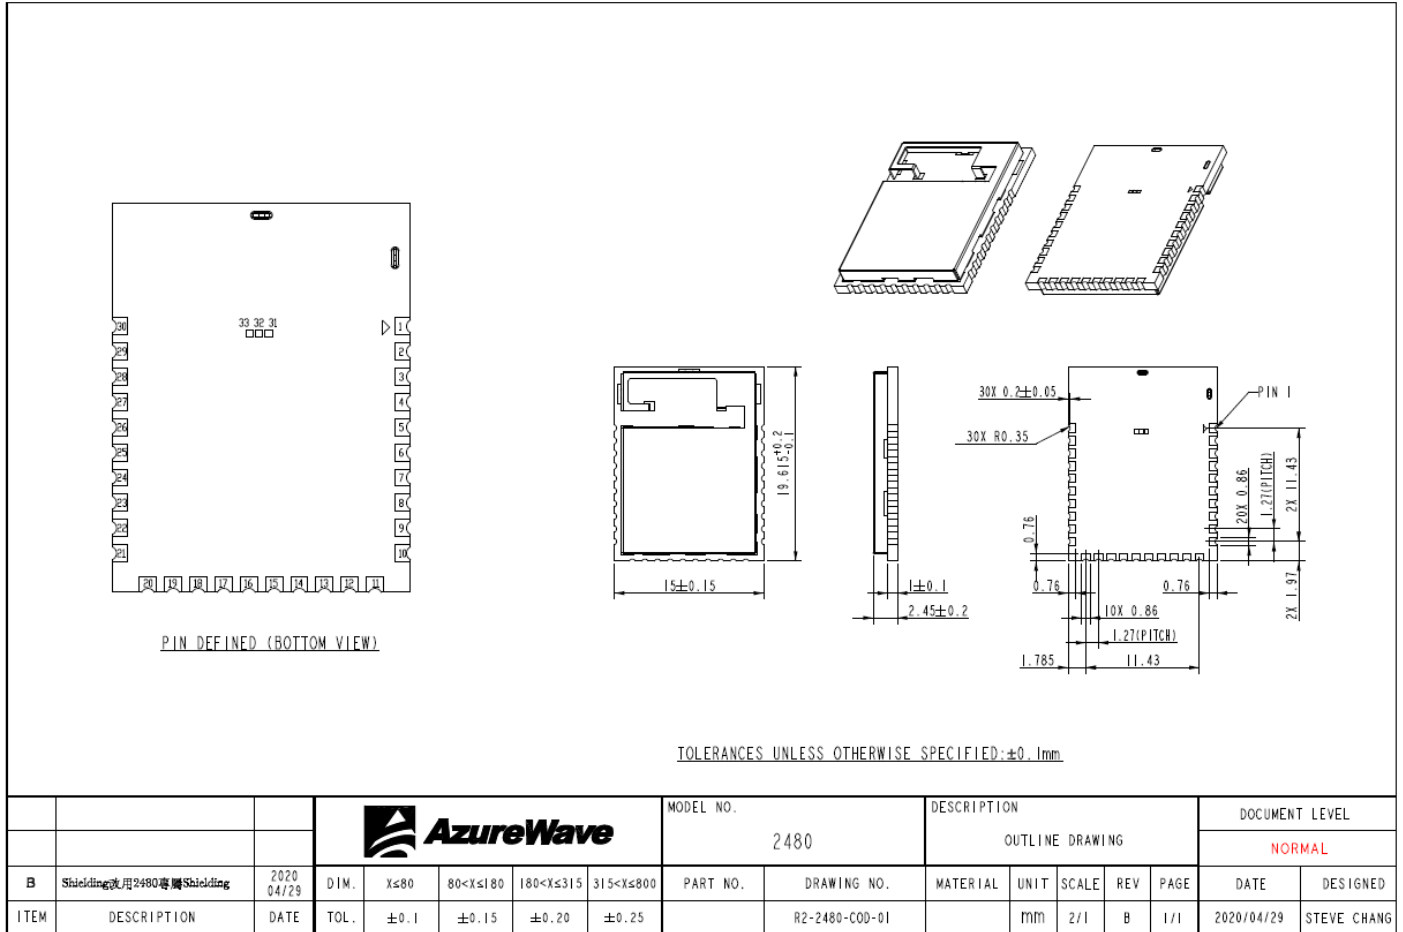 33 32 31
30
1
29
2
28
3
27
4
26
5
25
6
24
7
23
8
22
9
21
10
20 19 18 17 16 15 14 13 12 11
PIN DEFINED (BOTTOM VIEW)
19.615+0.2
-0.1
15±0.15
1±0.1
2.45±0.2
30X 0.2±0.05
PIN 1
30X R0.35
0.76
20X 0.86
1.27(PITCH)
2X 11.43
0.76
0.76
2X 1.97
10X 0.86
1.27(PITCH)
1.785
11.43
TOLERANCES UNLESS OTHERWISE SPECIFIED:±0.1mm
AzureWave
MODEL NO.
2480
DESCRIPTION
OUTLINE DRAWING
DOCUMENT LEVEL
NORMAL
B Shielding改用2480專屬Shielding 2020 04/29
DIM. X≤80 80<X≤180 180<X≤315 315<X≤800 PART NO. DRAWING NO. MATERIAL UNIT SCALE REV PAGE DATE DESIGNED
ITEM DESCRIPTION DATE TOL. ±0.1 ±0.15 ±0.20 ±0.25 R2-2480-COD-01 mm 2/1 B 1/1 2020/04/29 STEVE CHANG